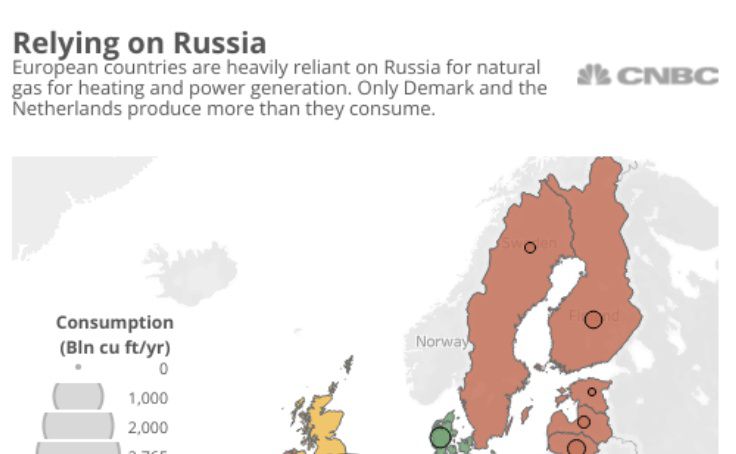 Relying on Russia
European countries are heavily reliant on Russia for natural
gas for heating and power generation. Only Demark and the
Netherlands produce more than they consume.
CNBC
Sweden
Finland
Norway
Consumption
(Bln cu ft/yr)
0
1,000
2,000